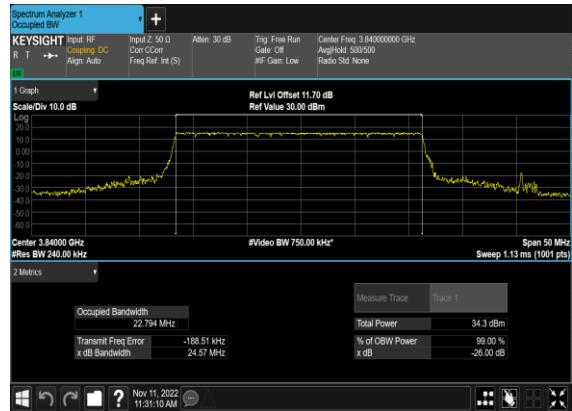 Spectrum Analyzer 1
Occupied BW
+
KEYSIGHT
R T
LXI
Input: RF
Coupling: DC
Align: Auto
Input Z: 50 Ω
Corr CCorr
Freq Ref: Int (S)
Atten: 30 dB
Trig: Free Run
Gate: Off
#IF Gain: Low
Center Freq: 3.840000000 GHz
Avg|Hold: 500/500
Radio Std: None
1 Graph
Scale/Div 10.0 dB
Ref Lvl Offset 11.70 dB
Ref Value 30.00 dBm
Log
20.0
10.0
0.00
-10.0
-20.0
-30.0
-40.0
-50.0
-60.0
Center 3.84000 GHz
#Res BW 240.00 kHz
#Video BW 750.00 kHz*
Span 50 MHz
Sweep 1.13 ms (1001 pts)
2 Metrics
Measure Trace Trace 1
Occupied Bandwidth
22.794 MHz
Total Power 34.3 dBm
Transmit Freq Error -188.51 kHz
% of OBW Power 99.00 %
x dB Bandwidth 24.57 MHz
x dB -26.00 dB
?
Nov 11, 2022
11:31:10 AM